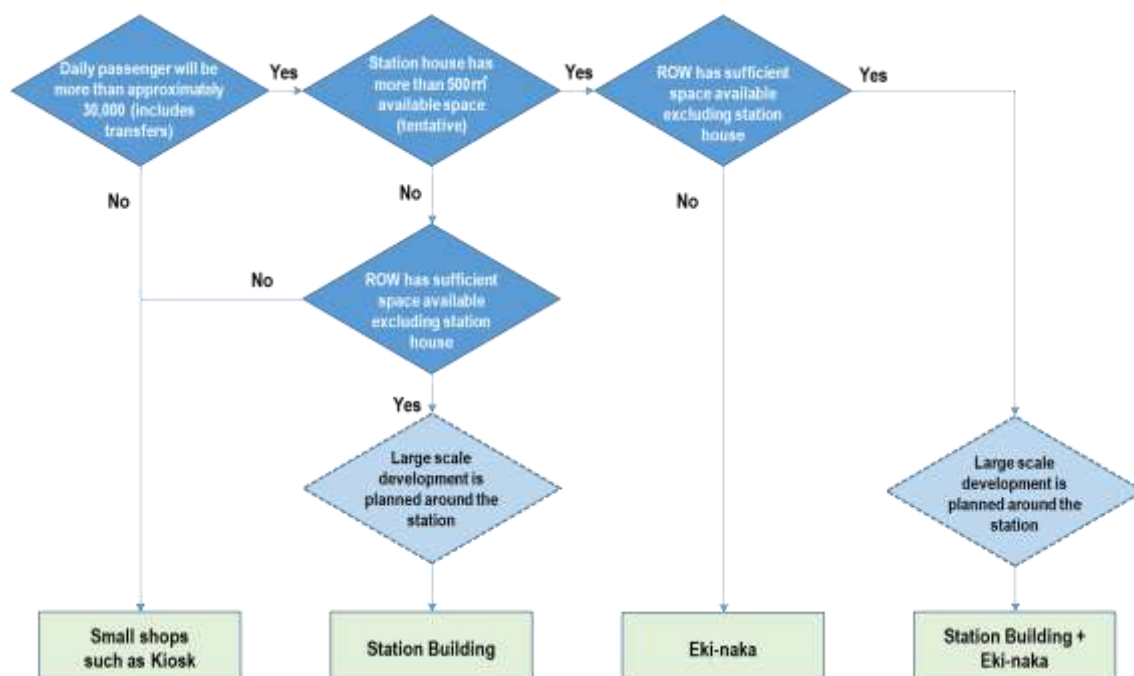 Daily passenger will be
more than approximately
30,000 (includes
transfers)
Yes
Station house has
more than 500㎡
available space
(tentative)
Yes
ROW has sufficient
space available
excluding station
house
Yes
No
No
No
ROW has sufficient
space available
excluding station
house
No
Yes
Large scale
development is
planned around the
station
Large scale
development is
planned around the
station
Small shops
such as Kiosk
Station Building
Eki-naka
Station Building +
Eki-naka